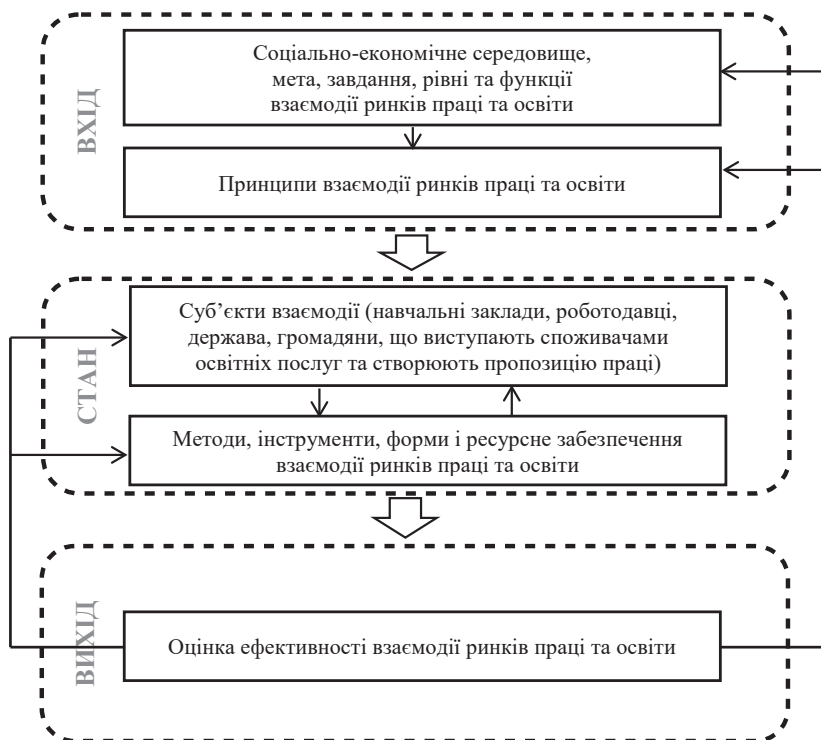 ВХІД
Соціально-економічне середовище,
мета, завдання, рівні та функції
взаємодії ринків праці та освіти
Принципи взаємодії ринків праці та освіти
СТАН
Суб’єкти взаємодії (навчальні заклади, роботодавці,
держава, громадяни, що виступають споживачами
освітніх послуг та створюють пропозицію праці)
Методи, інструменти, форми і ресурсне забезпечення
взаємодії ринків праці та освіти
ВИХІД
Оцінка ефективності взаємодії ринків праці та освіти